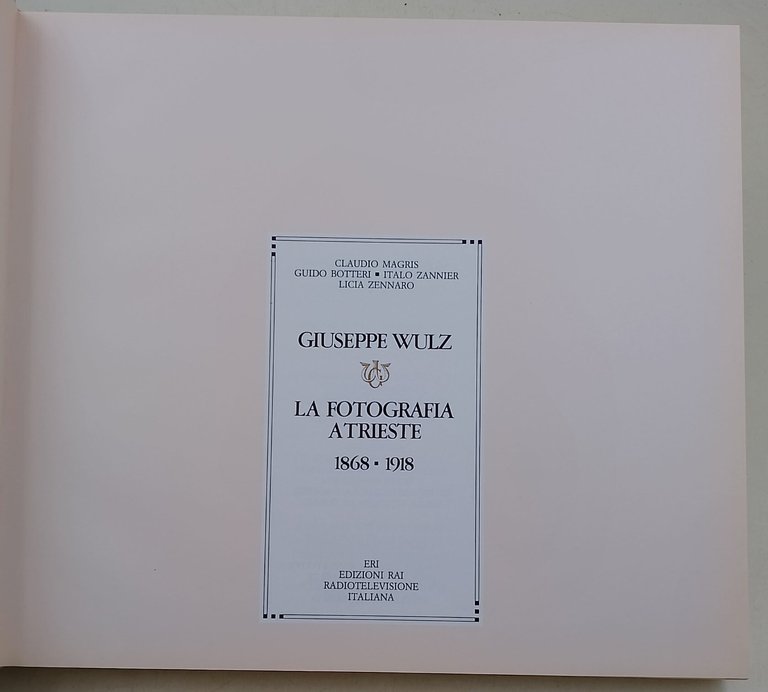 CLAUDIO MAGRIS
GUIDO BOTTERI ▪ ITALO ZANNIER
LICIA ZENNARO
GIUSEPPE WULZ
LA FOTOGRAFIA
A TRIESTE
1868 ▪ 1918
ERI
EDIZIONI RAI
RADIOTELEVISIONE
ITALIANA